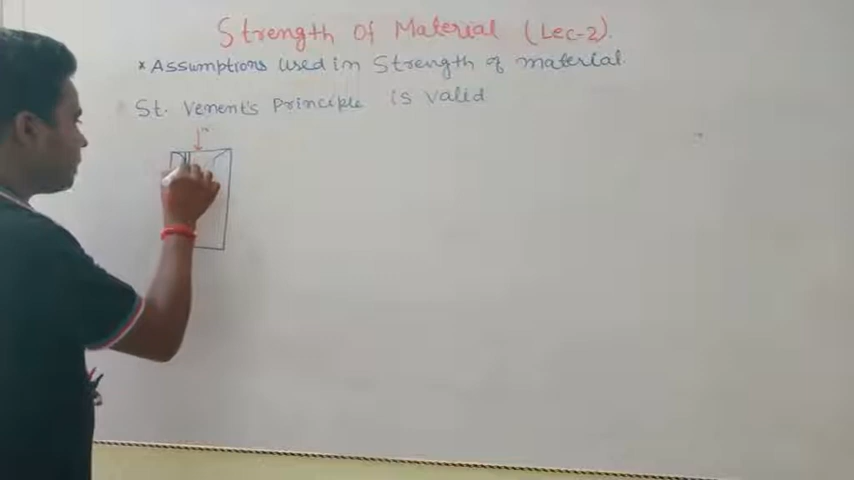 Strength of Material (Lec-2).
* Assumptions used in Strength of material.
St. Venent's Principle is valid